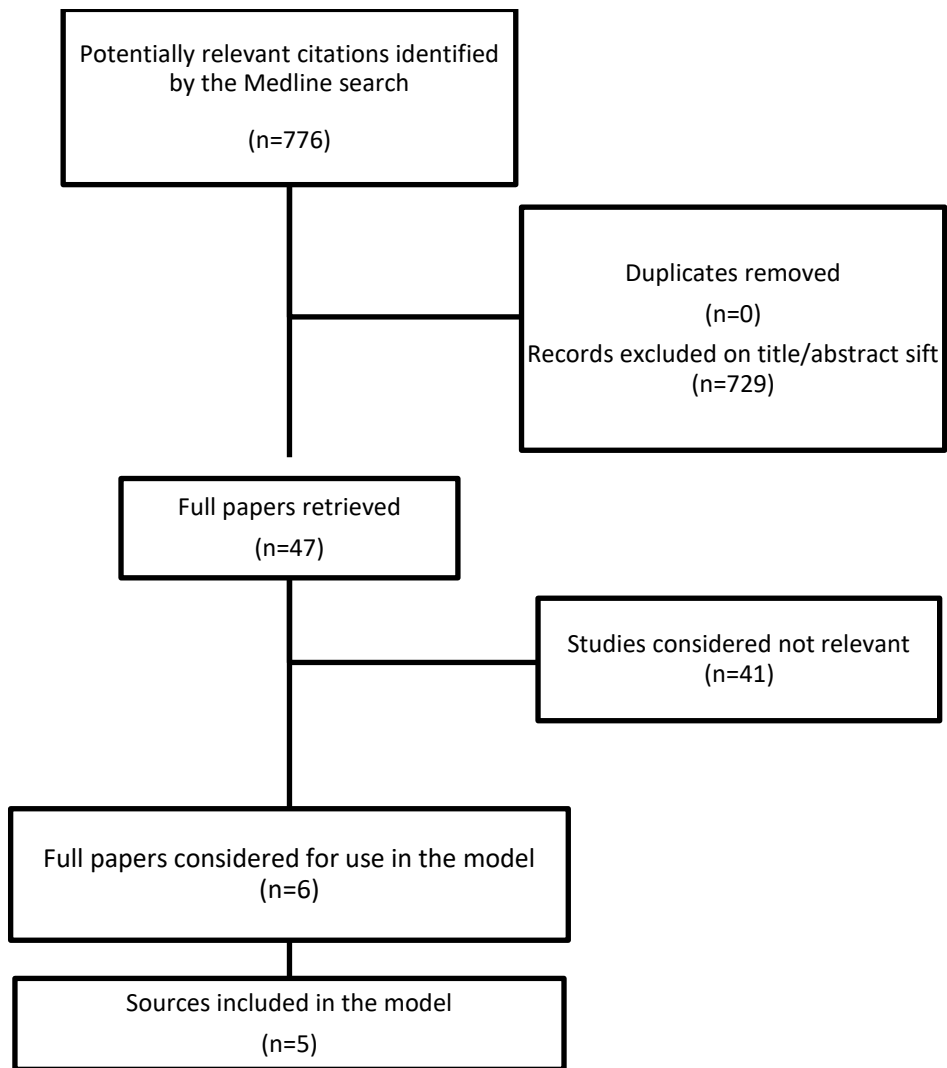 Potentially relevant citations identified
by the Medline search
(n=776)
Duplicates removed
(n=0)
Records excluded on title/abstract sift
(n=729)
Full papers retrieved
(n=47)
Studies considered not relevant
(n=41)
Full papers considered for use in the model
(n=6)
Sources included in the model
(n=5)